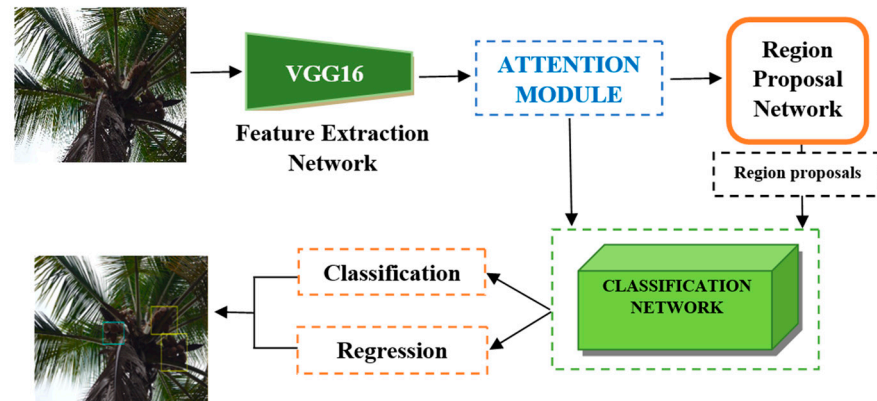 VGG16
Feature Extraction
Network
ATTENTION
MODULE
Region
Proposal
Network
Region proposals
CLASSIFICATION
NETWORK
Classification
Regression